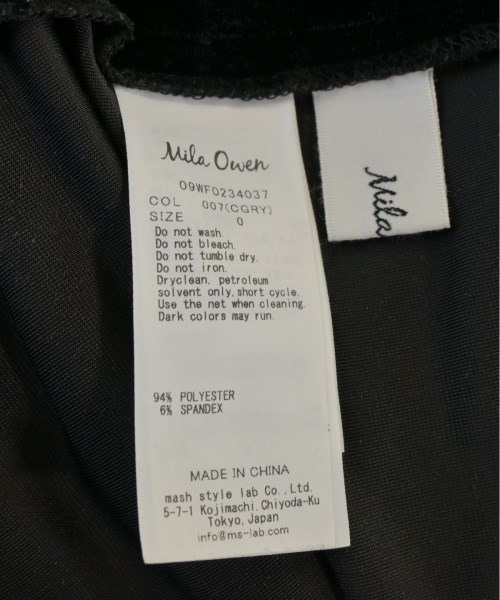 Mila Owen
09WF0234037
COL 007(CGRY)
SIZE 0
Do not wash.
Do not bleach.
Do not tumble dry.
Do not iron.
Dryclean, petroleum
solvent only, short cycle.
Use the net when cleaning.
Dark colors may run.
94% POLYESTER
6% SPANDEX
MADE IN CHINA
mash style lab Co., Ltd.
5-7-1 Kojimachi, Chiyoda-Ku
Tokyo, Japan
info@ms-lab.com
Mila